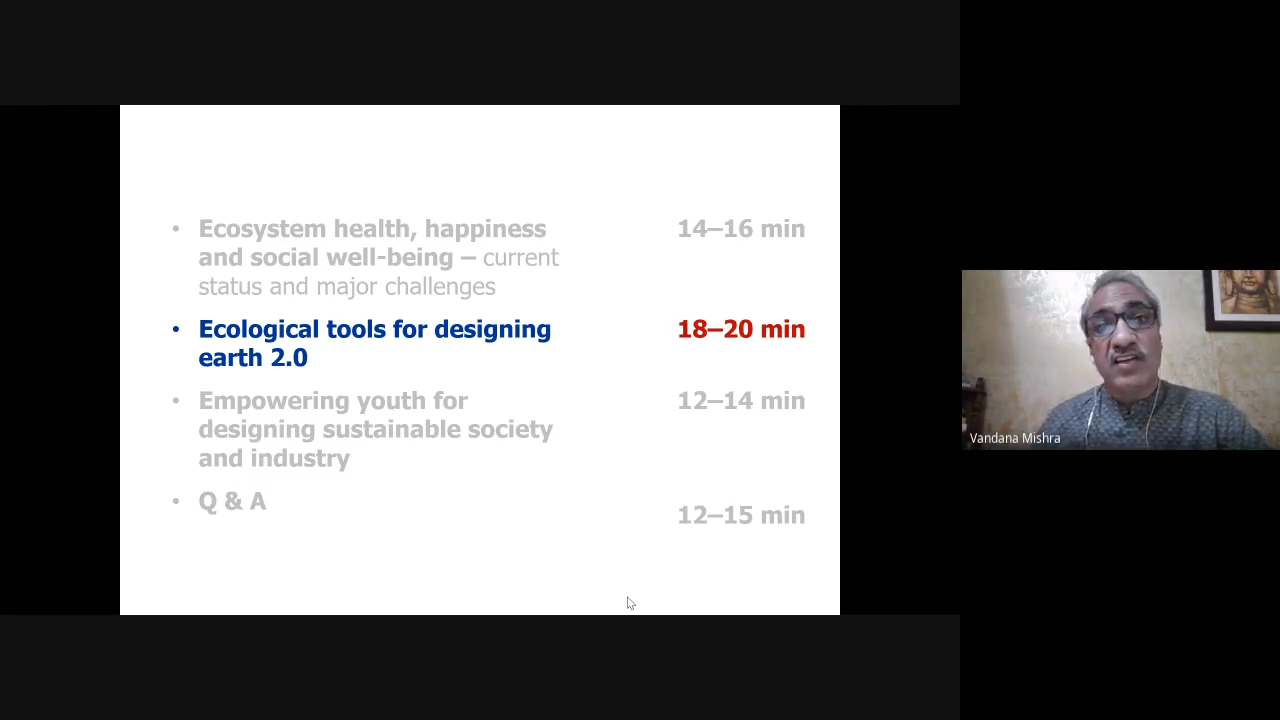 • Ecosystem health, happiness 14–16 min
and social well-being – current
status and major challenges
• Ecological tools for designing 18–20 min
earth 2.0
• Empowering youth for 12–14 min
designing sustainable society
and industry
• Q & A
12–15 min
Vandana Mishra